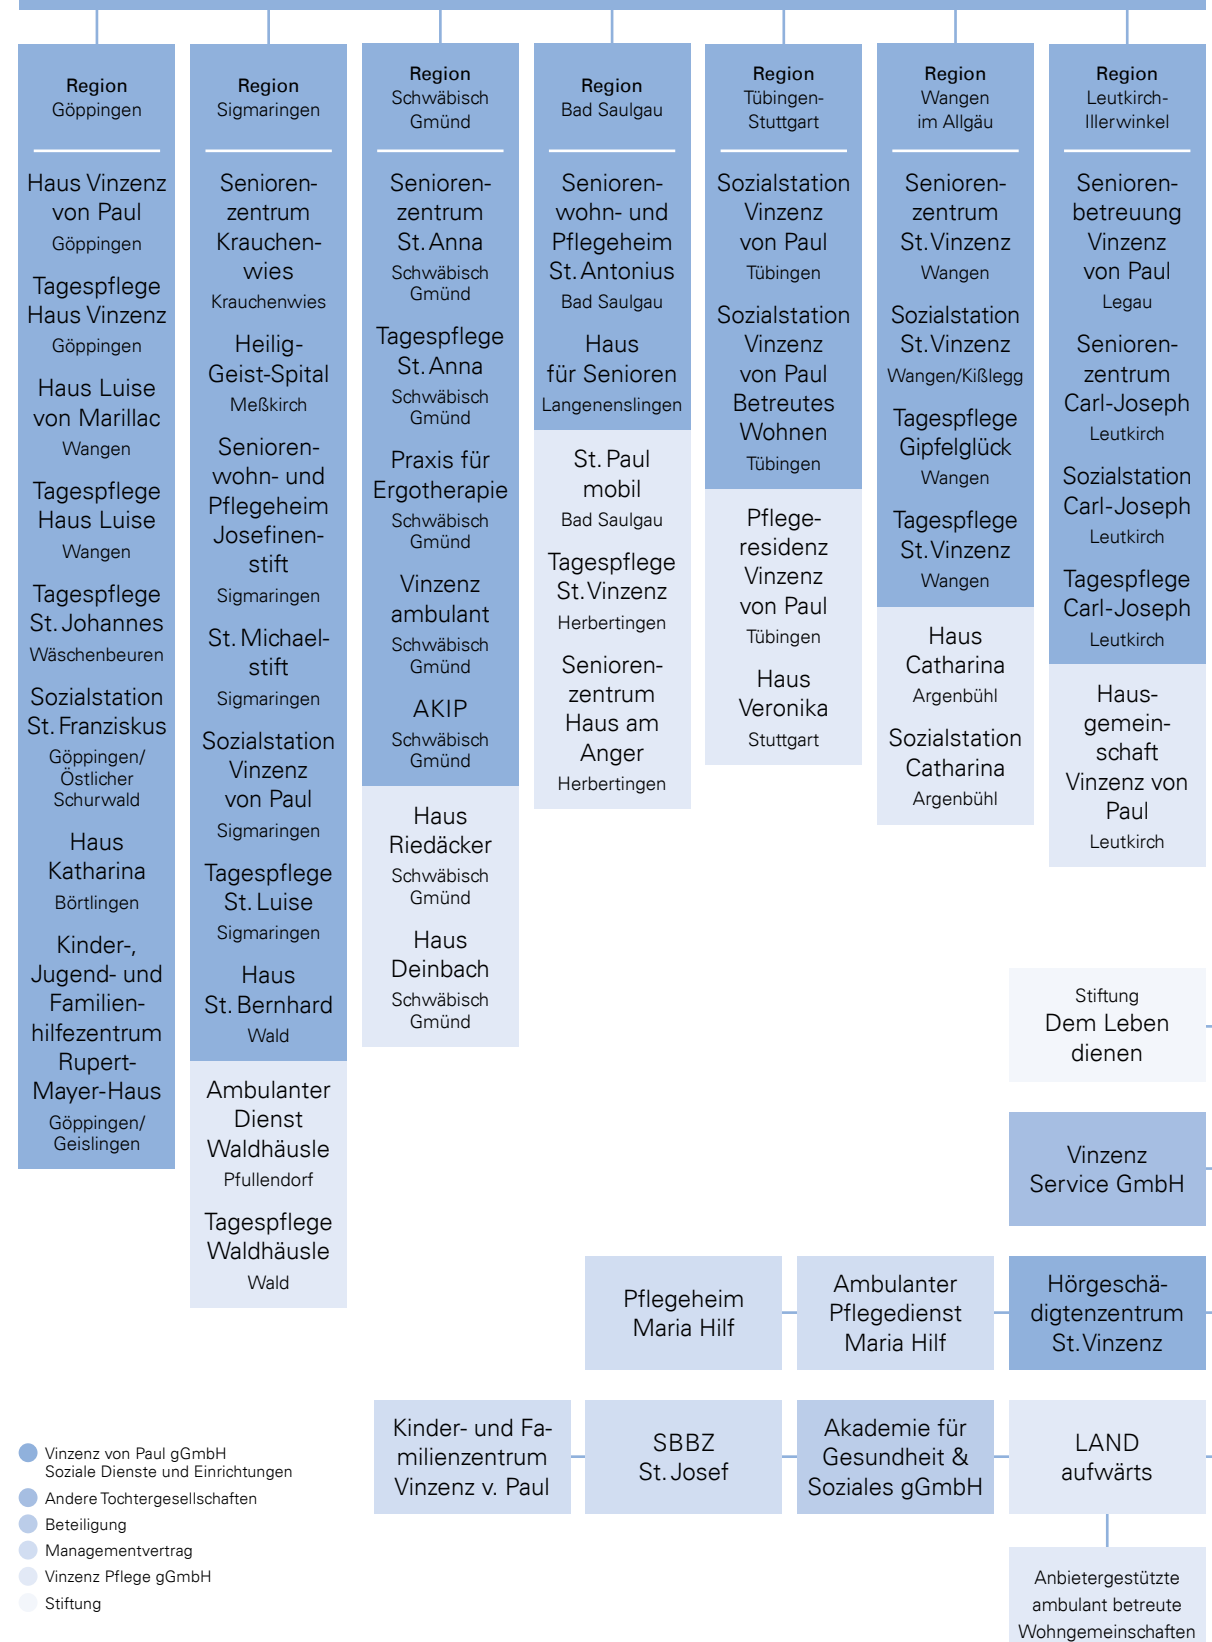 Region
Göppingen
Haus Vinzenz
von Paul
Göppingen
Tagespflege
Haus Vinzenz
Göppingen
Haus Luise
von Marillac
Wangen
Tagespflege
Haus Luise
Wangen
Tagespflege
St. Johannes
Wäschenbeuren
Sozialstation
St. Franziskus
Göppingen/
Östlicher
Schurwald
Haus
Katharina
Börtlingen
Kinder-,
Jugend- und
Familien-
hilfezentrum
Rupert-
Mayer-Haus
Göppingen/
Geislingen
Region
Sigmaringen
Senioren-
zentrum
Krauchen-
wies
Krauchenwies
Heilig-
Geist-Spital
Meßkirch
Senioren-
wohn- und
Pflegeheim
Josefinen-
stift
Sigmaringen
St. Michael-
stift
Sigmaringen
Sozialstation
Vinzenz
von Paul
Sigmaringen
Tagespflege
St. Luise
Sigmaringen
Haus
St. Bernhard
Wald
Ambulanter
Dienst
Waldhäusle
Pfullendorf
Tagespflege
Waldhäusle
Wald
Region
Schwäbisch
Gmünd
Senioren-
zentrum
St. Anna
Schwäbisch
Gmünd
Tagespflege
St. Anna
Schwäbisch
Gmünd
Praxis für
Ergotherapie
Schwäbisch
Gmünd
Vinzenz
ambulant
Schwäbisch
Gmünd
AKIP
Schwäbisch
Gmünd
Haus
Riedäcker
Schwäbisch
Gmünd
Haus
Deinbach
Schwäbisch
Gmünd
Region
Bad Saulgau
Senioren-
wohn- und
Pflegeheim
St. Antonius
Bad Saulgau
Haus
für Senioren
Langenenslingen
St. Paul
mobil
Bad Saulgau
Tagespflege
St. Vinzenz
Herbertingen
Senioren-
zentrum
Haus am
Anger
Herbertingen
Region
Tübingen-
Stuttgart
Sozialstation
Vinzenz
von Paul
Tübingen
Sozialstation
Vinzenz
von Paul
Betreutes
Wohnen
Tübingen
Pflege-
residenz
Vinzenz
von Paul
Tübingen
Haus
Veronika
Stuttgart
Region
Wangen
im Allgäu
Senioren-
zentrum
St. Vinzenz
Wangen
Sozialstation
St. Vinzenz
Wangen/Kißlegg
Tagespflege
Gipfelglück
Wangen
Tagespflege
St. Vinzenz
Wangen
Haus
Catharina
Argenbühl
Sozialstation
Catharina
Argenbühl
Region
Leutkirch-
Illerwinkel
Senioren-
betreuung
Vinzenz
von Paul
Legau
Senioren-
zentrum
Carl-Joseph
Leutkirch
Sozialstation
Carl-Joseph
Leutkirch
Tagespflege
Carl-Joseph
Leutkirch
Haus-
gemein-
schaft
Vinzenz von
Paul
Leutkirch
Stiftung
Dem Leben
dienen
Vinzenz
Service GmbH
Pflegeheim
Maria Hilf
Ambulanter
Pflegedienst
Maria Hilf
Hörgeschä-
digtenzentrum
St. Vinzenz
Kinder- und Fa-
milienzentrum
Vinzenz v. Paul
SBBZ
St. Josef
Akademie für
Gesundheit &
Soziales gGmbH
LAND
aufwärts
Anbietergestützte
ambulant betreute
Wohngemeinschaften
Vinzenz von Paul gGmbH
Soziale Dienste und Einrichtungen
Andere Tochtergesellschaften
Beteiligung
Managementvertrag
Vinzenz Pflege gGmbH
Stiftung